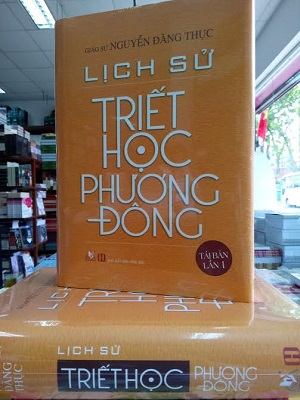 GIÁO SƯ NGUYỄN ĐĂNG THỤC
LỊCH SỬ
TRIẾT
HỌC
PHƯƠNG
ĐÔNG
TÁI BẢN
LẦN 1
LỊCH SỬ
TRIẾT HỌC PHƯƠNG ĐÔNG
ĐĂNG THỤC